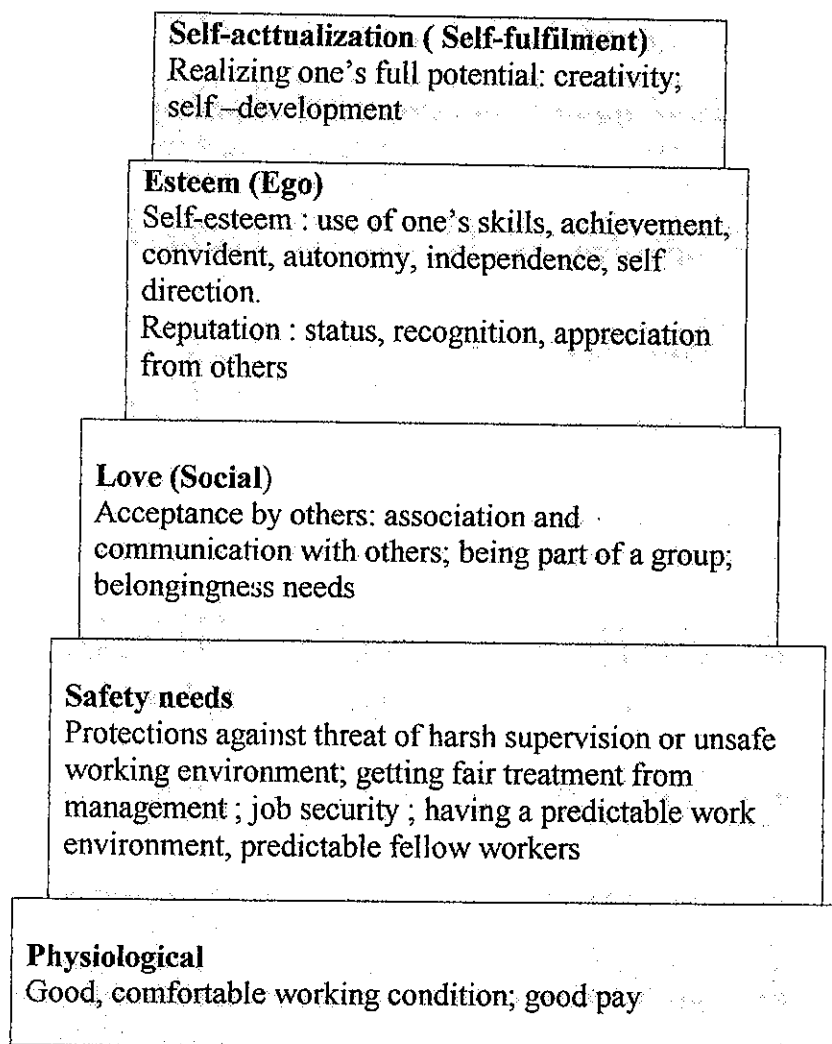 Self-acttualization ( Self-fulfilment)
Realizing one's full potential: creativity;
self –development
Esteem (Ego)
Self-esteem : use of one's skills, achievement,
convident, autonomy, independence, self
direction.
Reputation : status, recognition, appreciation
from others
Love (Social)
Acceptance by others: association and
communication with others; being part of a group;
belongingness needs
Safety needs
Protections against threat of harsh supervision or unsafe
working environment; getting fair treatment from
management ; job security ; having a predictable work
environment, predictable fellow workers
Physiological
Good, comfortable working condition; good pay